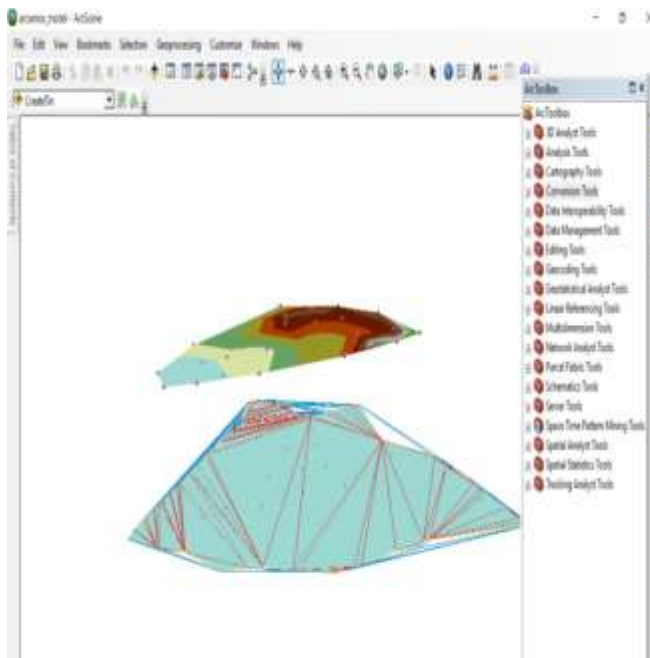 arcscene_model - ArcScene
File Edit View Bookmarks Selection Geoprocessing Customize Windows Help
CreateTin
ArcToolbox
ArcToolbox
3D Analyst Tools
Analysis Tools
Cartography Tools
Conversion Tools
Data Interoperability Tools
Data Management Tools
Editing Tools
Geocoding Tools
Geostatistical Analyst Tools
Linear Referencing Tools
Multidimension Tools
Network Analyst Tools
Parcel Fabric Tools
Schematics Tools
Server Tools
Space Time Pattern Mining Tools
Spatial Analyst Tools
Spatial Statistics Tools
Tracking Analyst Tools